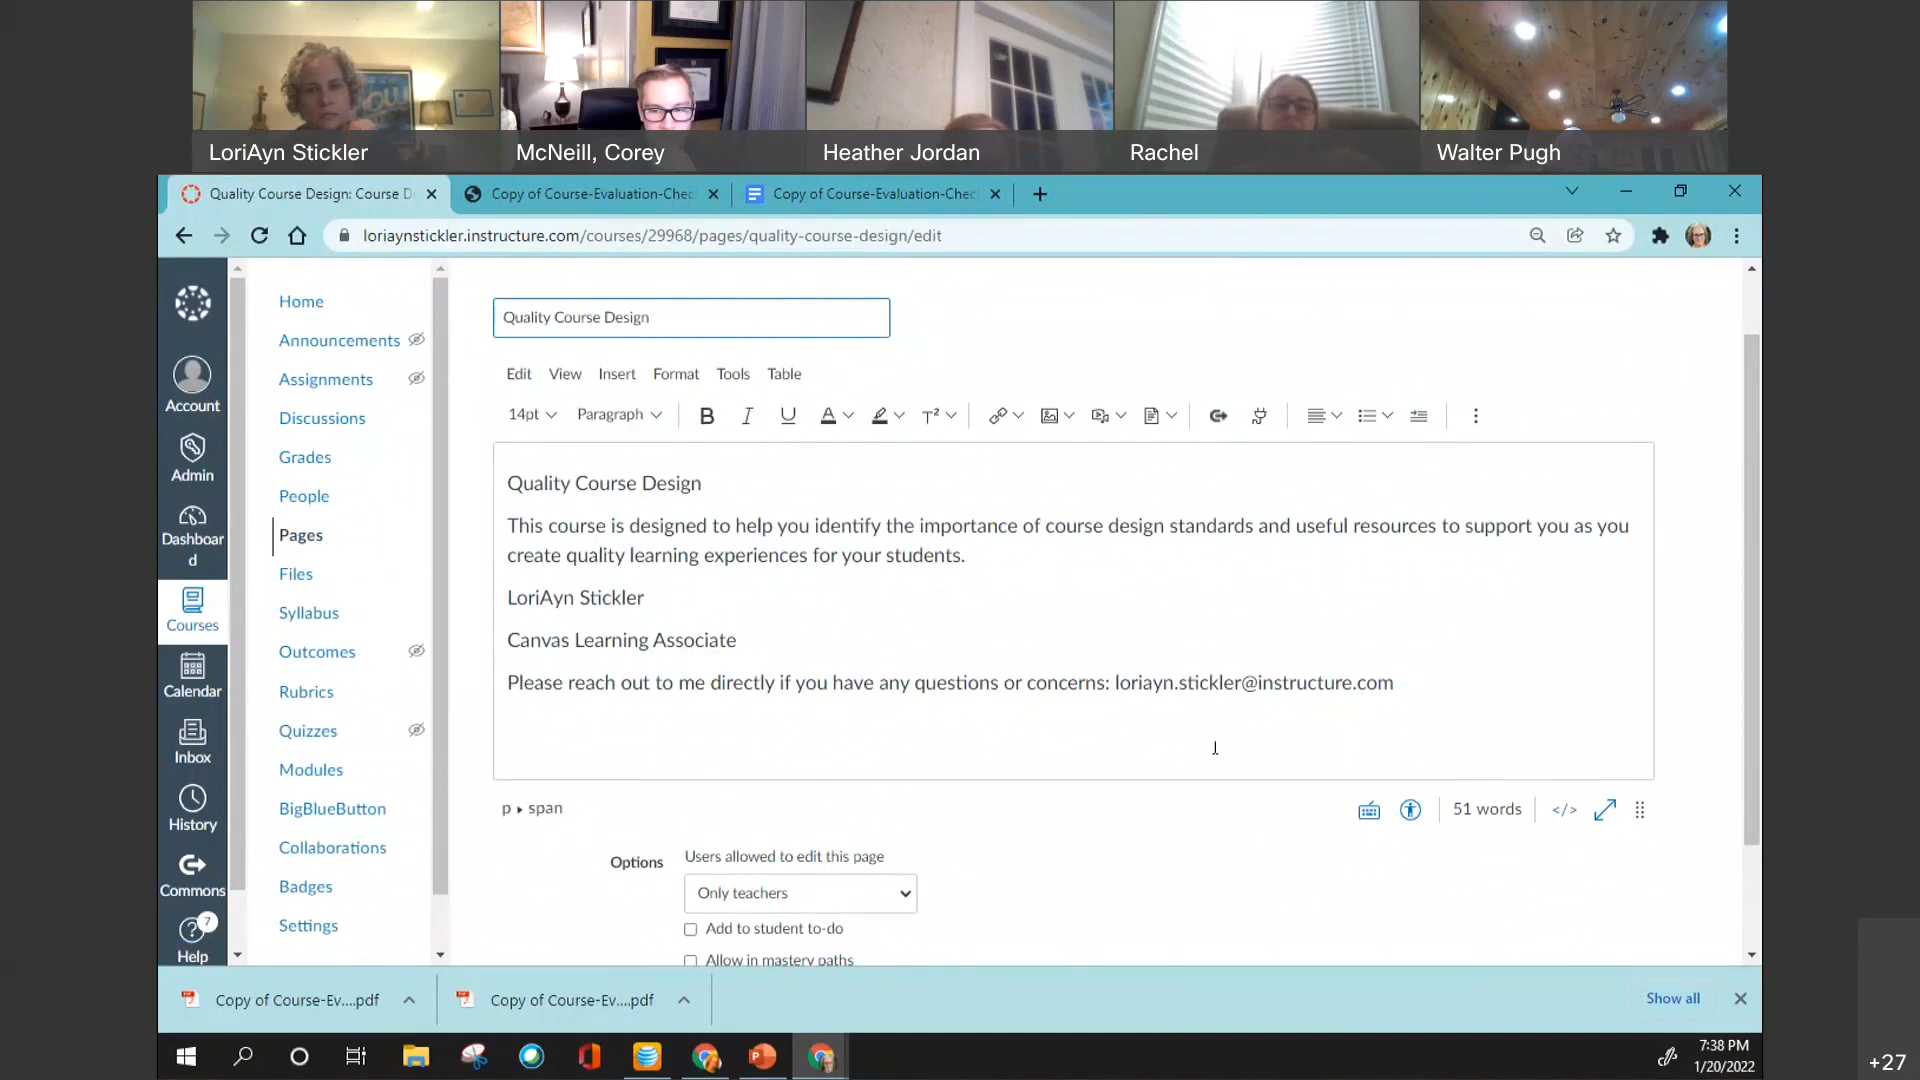 LoriAyn Stickler
McNeill, Corey
Heather Jordan
Rachel
Walter Pugh
Quality Course Design: Course D
Copy of Course-Evaluation-Chec
Copy of Course-Evaluation-Chec
loriaynstickler.instructure.com/courses/29968/pages/quality-course-design/edit
Account
Admin
Dashboar
d
Courses
Calendar
Inbox
History
Commons
7
Help
Home
Announcements
Assignments
Discussions
Grades
People
Pages
Files
Syllabus
Outcomes
Rubrics
Quizzes
Modules
BigBlueButton
Collaborations
Badges
Settings
Quality Course Design
Edit View Insert Format Tools Table
14pt Paragraph B I U A T²
Quality Course Design
This course is designed to help you identify the importance of course design standards and useful resources to support you as you
create quality learning experiences for your students.
LoriAyn Stickler
Canvas Learning Associate
Please reach out to me directly if you have any questions or concerns: loriayn.stickler@instructure.com
p ▸ span
51 words </>
Options
Users allowed to edit this page
Only teachers
Add to student to-do
Allow in mastery paths
Copy of Course-Ev....pdf
Copy of Course-Ev....pdf
Show all
7:38 PM
1/20/2022
+27